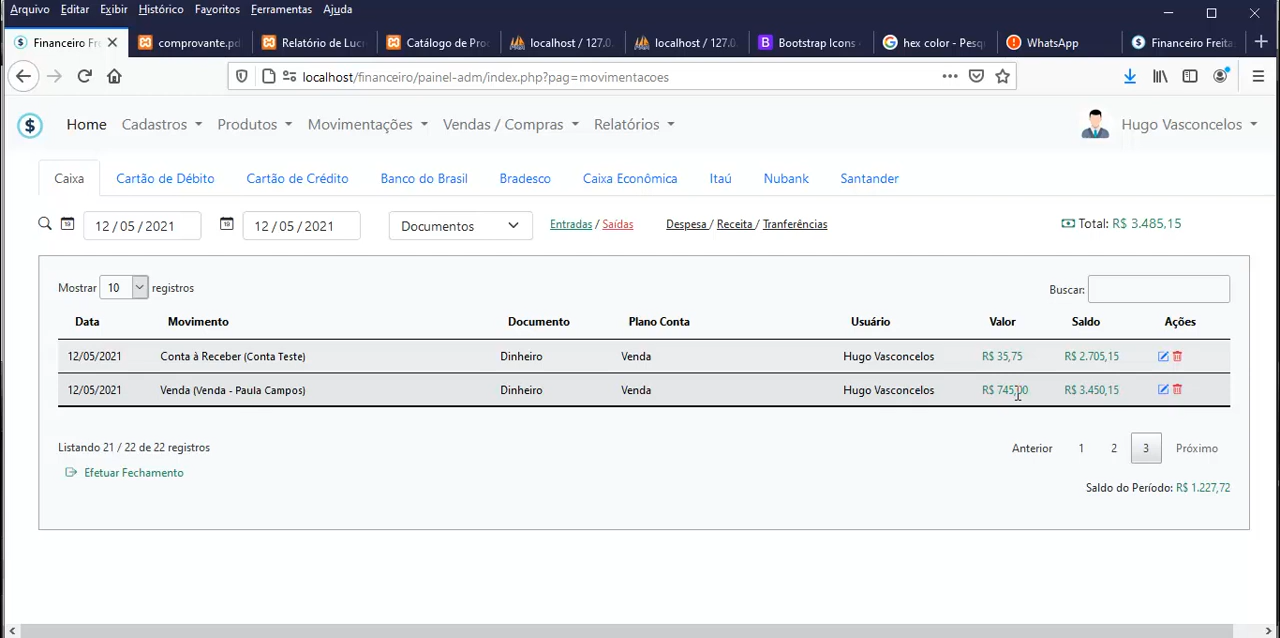 Arquivo Editar Exibir Histórico Favoritos Ferramentas Ajuda
Financeiro Fre comprovante.pd Relatório de Lucr Catálogo de Pro localhost / 127.0. localhost / 127.0. Bootstrap Icons hex color - Pesq WhatsApp Financeiro Freita
localhost/financeiro/painel-adm/index.php?pag=movimentacoes
$ Home Cadastros Produtos Movimentações Vendas / Compras Relatórios Hugo Vasconcelos
Caixa Cartão de Débito Cartão de Crédito Banco do Brasil Bradesco Caixa Econômica Itaú Nubank Santander
12 / 05 / 2021 12 / 05 / 2021 Documentos Entradas / Saídas Despesa / Receita / Tranferências Total: R$ 3.485,15
Mostrar 10 registros Buscar:
Data Movimento Documento Plano Conta Usuário Valor Saldo Ações
12/05/2021 Conta à Receber (Conta Teste) Dinheiro Venda Hugo Vasconcelos R$ 35,75 R$ 2.705,15
12/05/2021 Venda (Venda - Paula Campos) Dinheiro Venda Hugo Vasconcelos R$ 745,00 R$ 3.450,15
Listando 21 / 22 de 22 registros Anterior 1 2 3 Próximo
Efetuar Fechamento
Saldo do Período: R$ 1.227,72